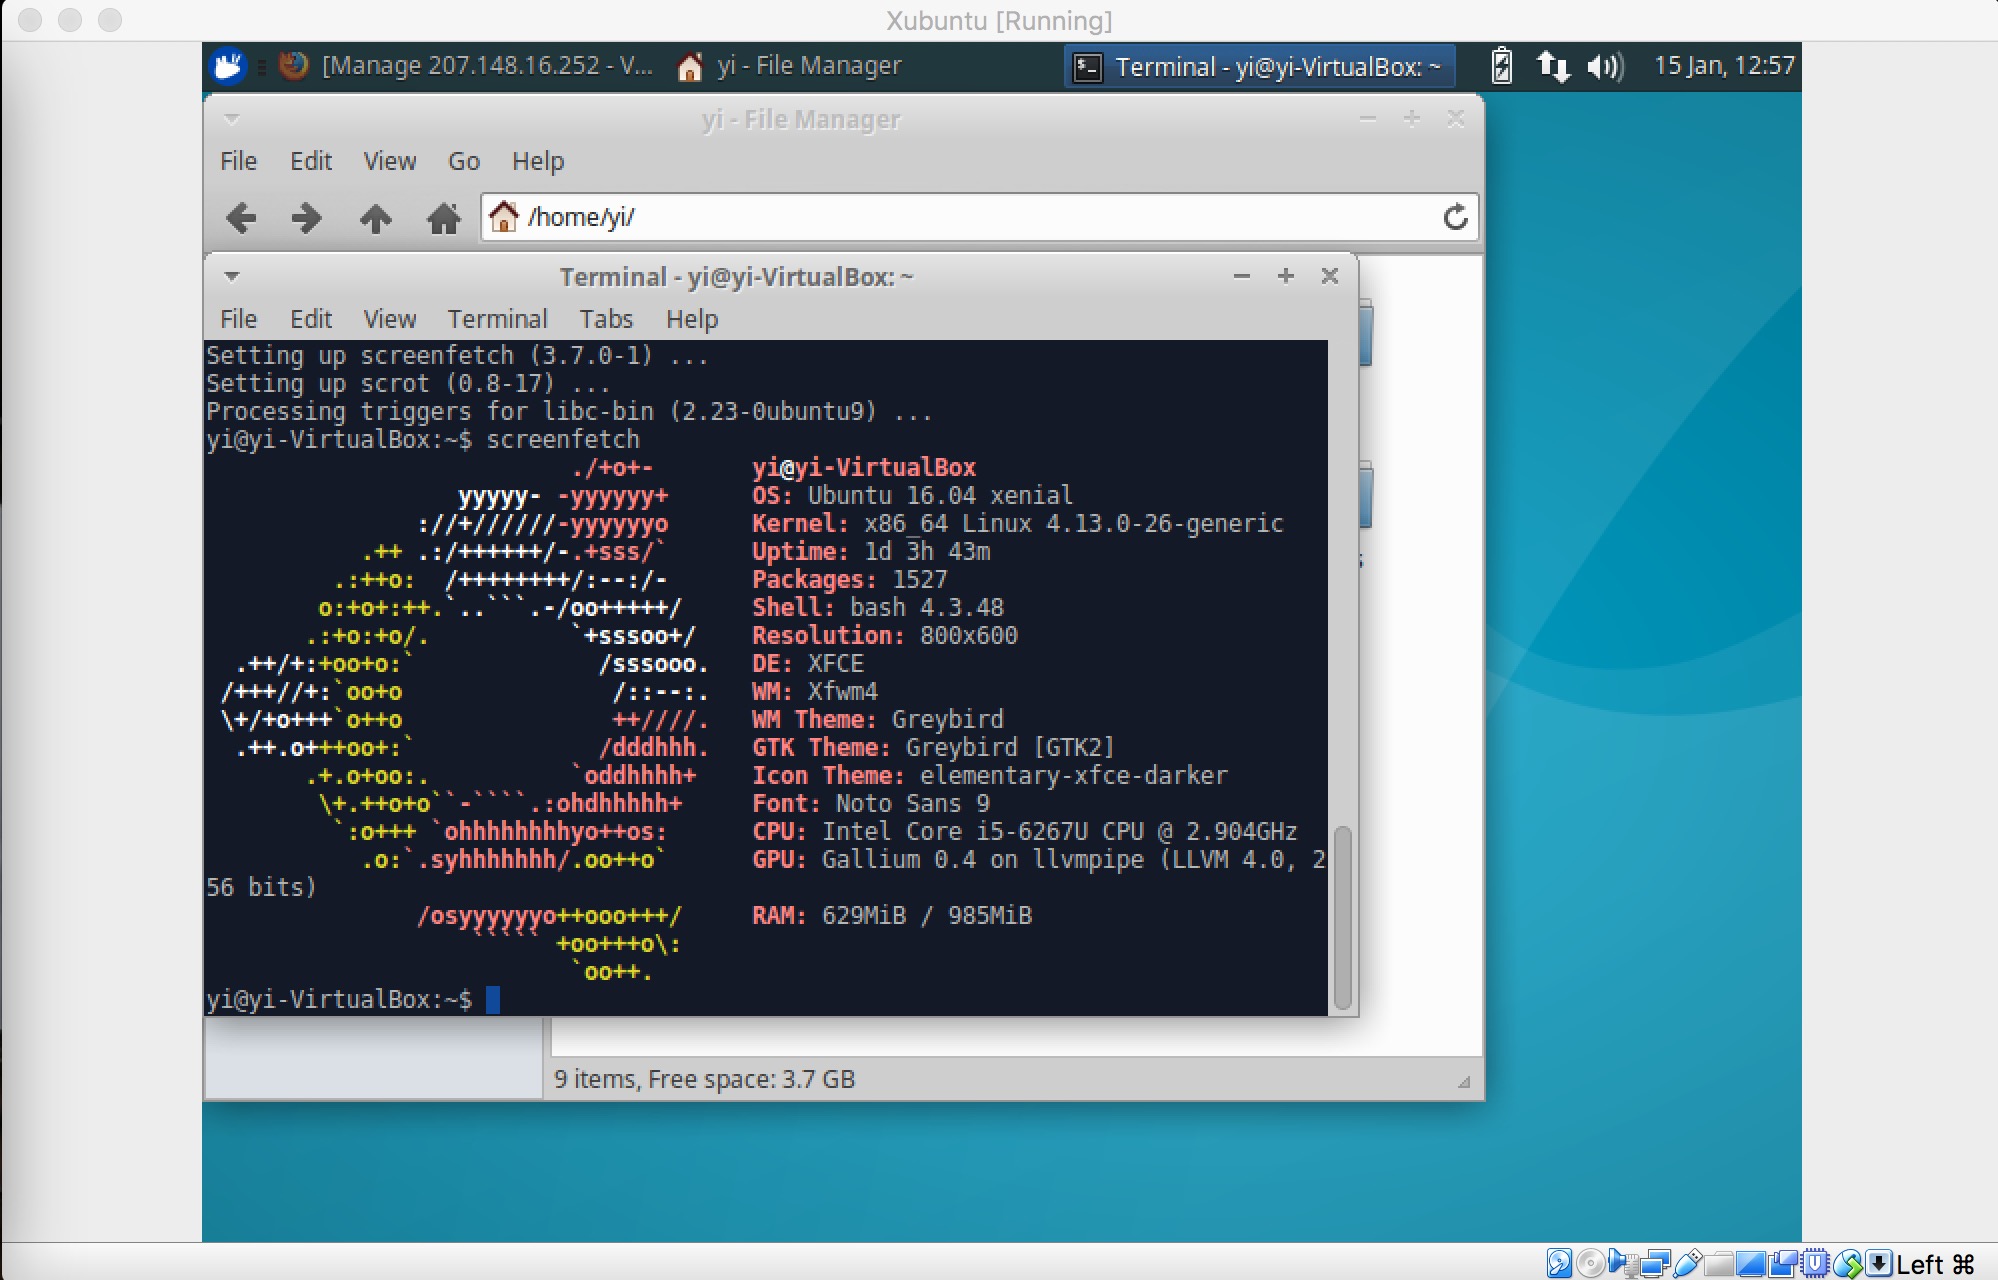 Xubuntu [Running]
[Manage 207.148.16.252 - V... yi - File Manager Terminal - yi@yi-VirtualBox: ~ 15 Jan, 12:57
yi - File Manager
File Edit View Go Help
/home/yi/
Terminal - yi@yi-VirtualBox: ~
File Edit View Terminal Tabs Help
Setting up screenfetch (3.7.0-1) ...
Setting up scrot (0.8-17) ...
Processing triggers for libc-bin (2.23-0ubuntu9) ...
yi@yi-VirtualBox:~$ screenfetch
./+o+- yi@yi-VirtualBox
yyyyy- -yyyyyy+ OS: Ubuntu 16.04 xenial
://+//////-yyyyyyo Kernel: x86_64 Linux 4.13.0-26-generic
.++ .:/++++++/-.+sss/` Uptime: 1d 3h 43m
.:++o: /++++++++/:--:/- Packages: 1527
o:+o+:++.`..```.-/oo+++++/ Shell: bash 4.3.48
.:+o:+o/. `+sssoo+/ Resolution: 800x600
.++/+:+oo+o:` /sssooo. DE: XFCE
/+++//+:`oo+o /::--:. WM: Xfwm4
\+/+o+++`o++o ++////. WM Theme: Greybird
.++.o+++oo+:` /dddhhh. GTK Theme: Greybird [GTK2]
.+.o+oo:. `oddhhhh+ Icon Theme: elementary-xfce-darker
\+.++o+o``-````.:ohdhhhhh+ Font: Noto Sans 9
`:o+++ `ohhhhhhhhyo++os: CPU: Intel Core i5-6267U CPU @ 2.904GHz
.o:`.syhhhhhhh/.oo++o` GPU: Gallium 0.4 on llvmpipe (LLVM 4.0, 2
56 bits)
/osyyyyyyo++ooo+++/ RAM: 629MiB / 985MiB
````` +oo+++o\:
`oo++.
yi@yi-VirtualBox:~$
9 items, Free space: 3.7 GB
Left ⌘